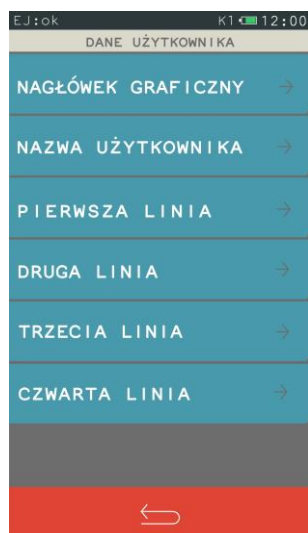 EJ:ok K1 12:00
DANE UŻYTKOWNIKA
NAGŁÓWEK GRAFICZNY
NAZWA UŻYTKOWNIKA
PIERWSZA LINIA
DRUGA LINIA
TRZECIA LINIA
CZWARTA LINIA